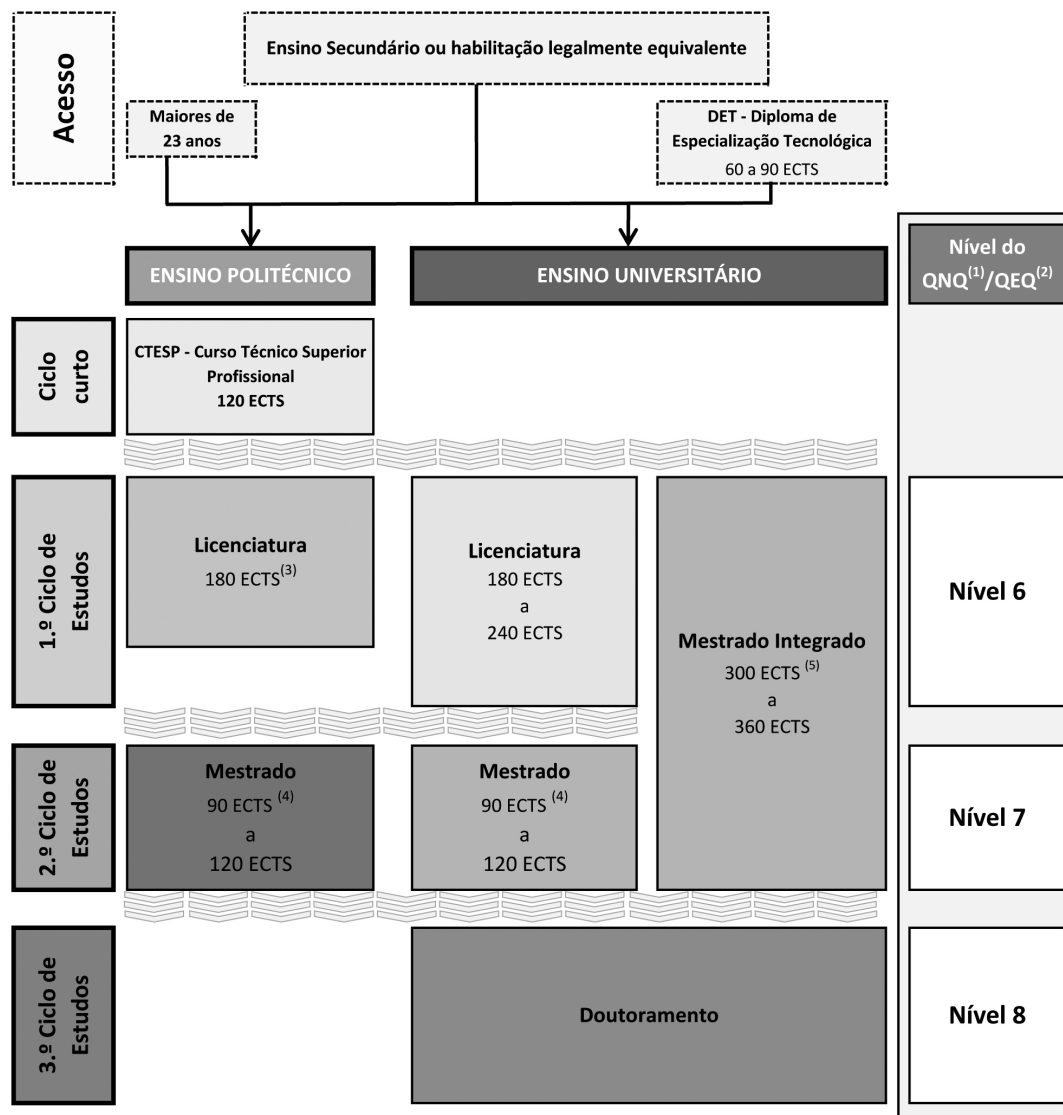 Acesso
Ensino Secundário ou habilitação legalmente equivalente
Maiores de
23 anos
DET - Diploma de
Especialização Tecnológica
60 a 90 ECTS
ENSINO POLITÉCNICO
ENSINO UNIVERSITÁRIO
Nível do
QNQ(1)/QEQ(2)
Ciclo
curto
CTESP - Curso Técnico Superior
Profissional
120 ECTS
1.º Ciclo de
Estudos
Licenciatura
180 ECTS(3)
Licenciatura
180 ECTS
a
240 ECTS
Mestrado Integrado
300 ECTS (5)
a
360 ECTS
Nível 6
2.º Ciclo de
Estudos
Mestrado
90 ECTS (4)
a
120 ECTS
Mestrado
90 ECTS (4)
a
120 ECTS
Nível 7
3.º Ciclo de
Estudos
Doutoramento
Nível 8